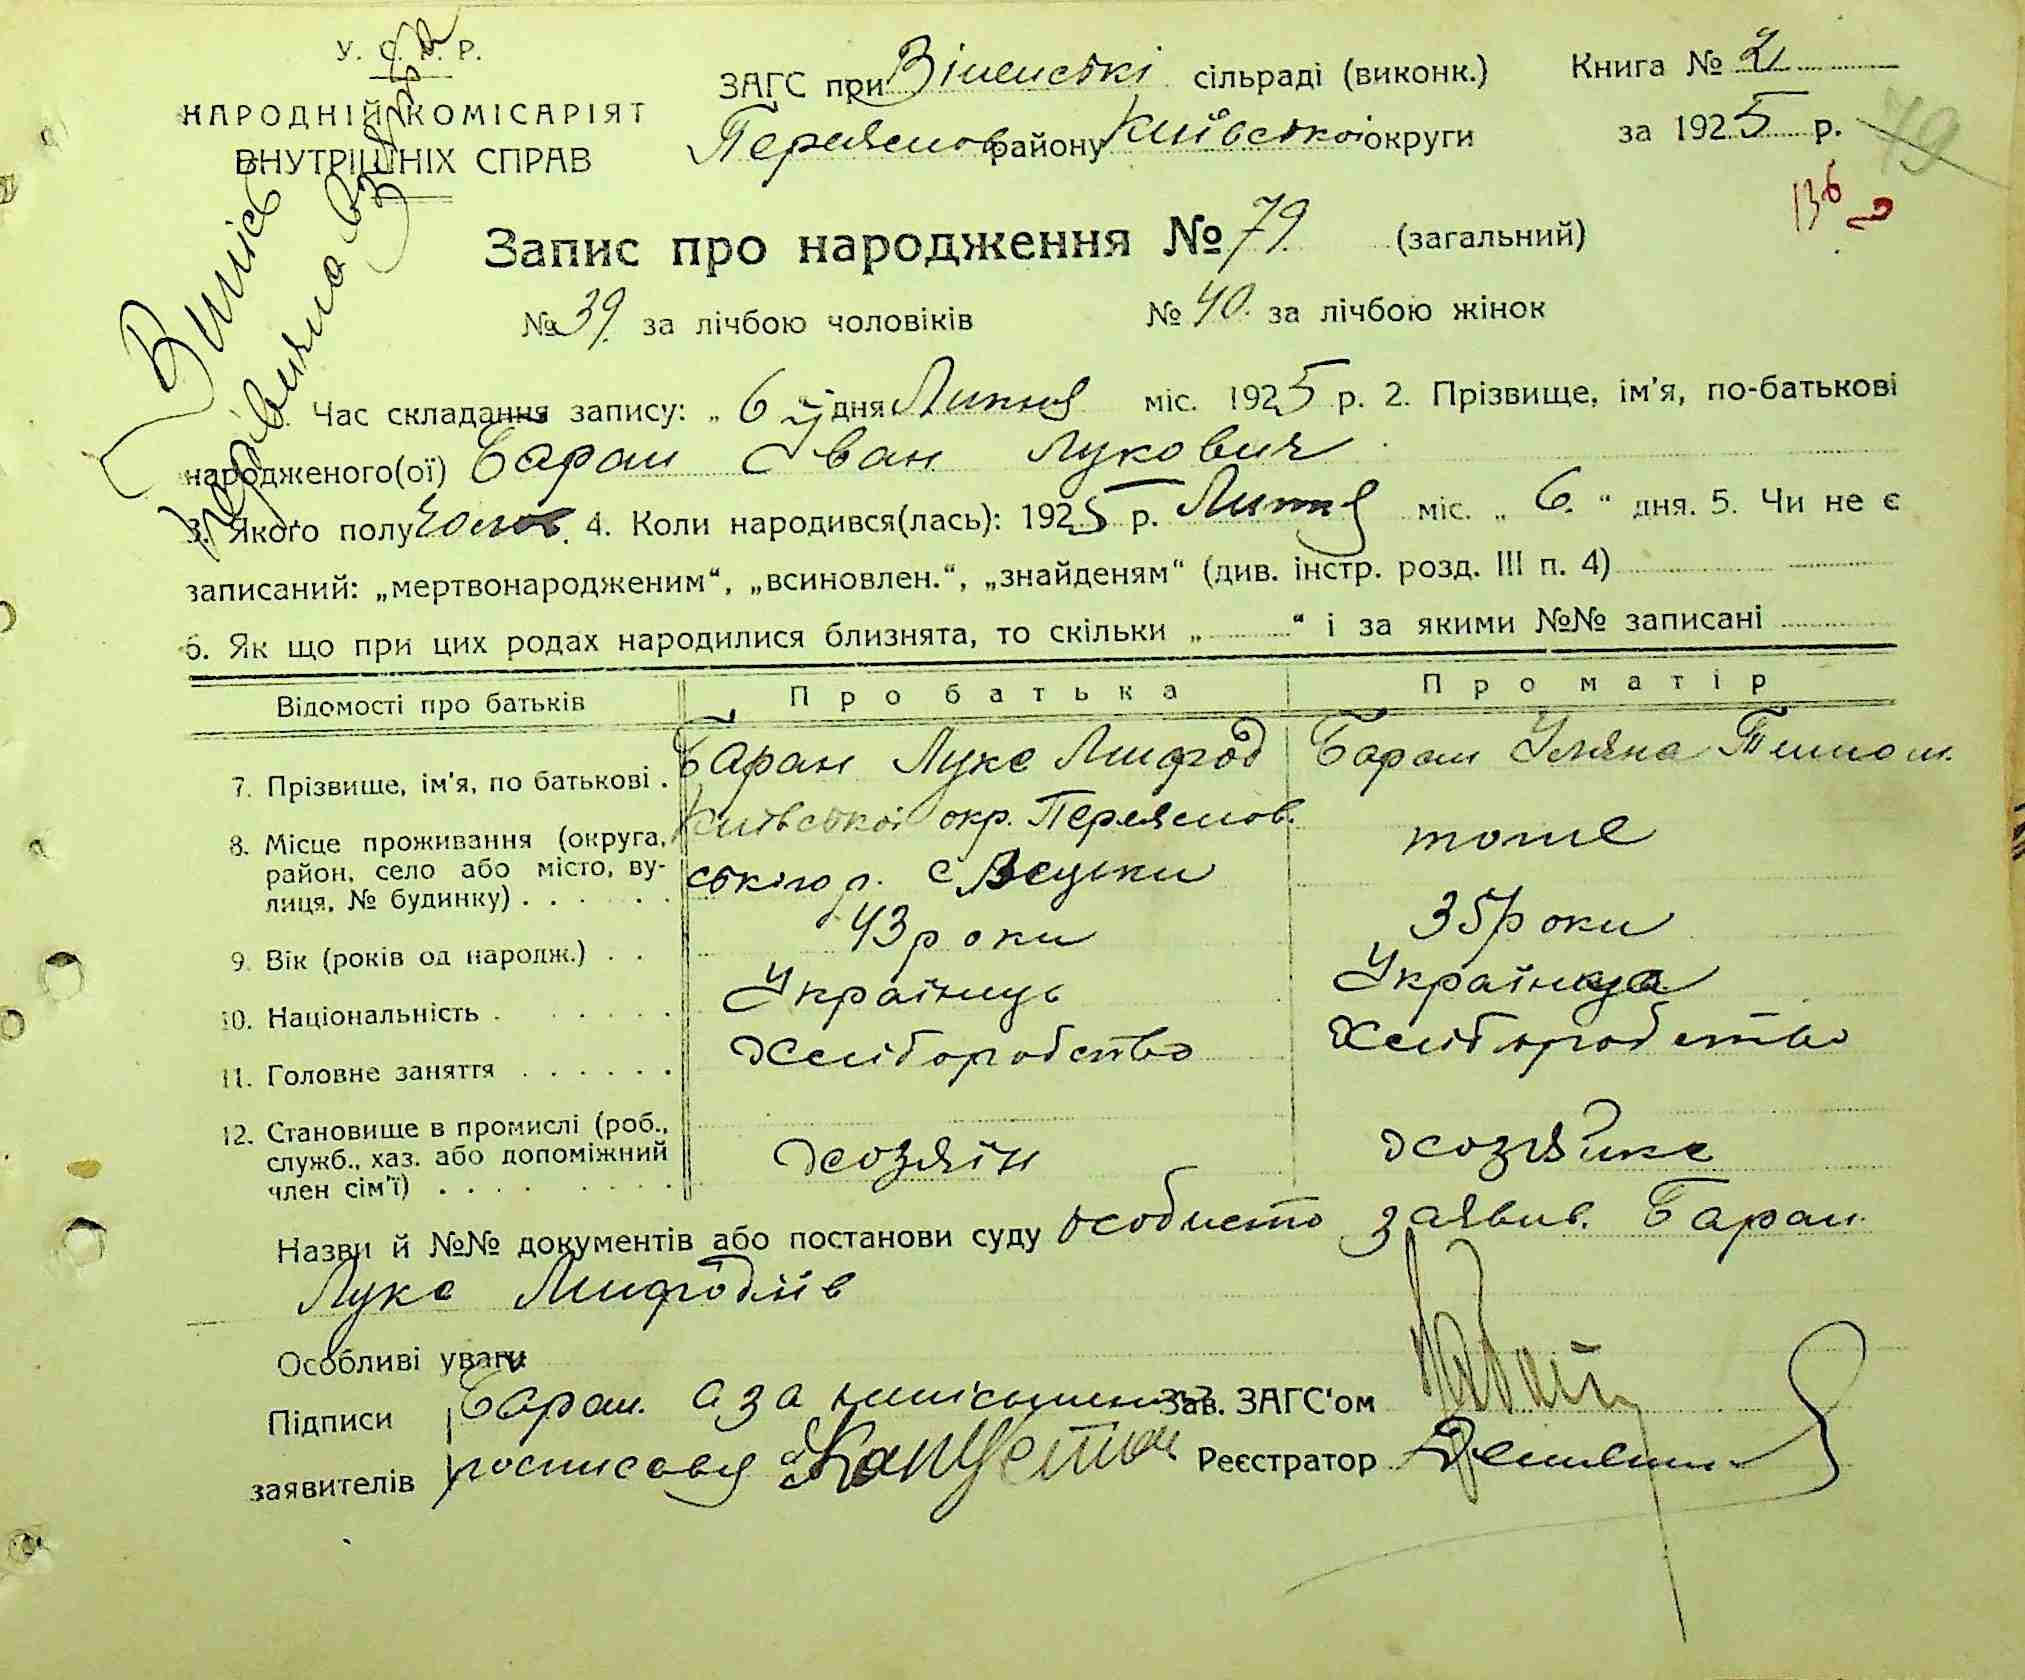 У. С. Р. Р.
НАРОДНІЙ КОМІСАРІЯТ
ВНУТРІШНІХ СПРАВ
ЗАГС при сільраді (виконк.)
району Київської округи
Книга № 2
за 1925 р.
79
136
Запис про народження № 79 (загальний)
№ 39 за лічбою чоловіків № 40 за лічбою жінок
Час складання запису: „ 6 “ дня Липня міс. 1925 р. 2. Прізвище, ім'я, по-батькові
народженого(ої) Баран Іван Лукович
3. Якого полу 4. Коли народився(лась): 1925 р. Липня міс. „ 6. “ дня. 5. Чи не є
записаний: „мертвонародженим“, „всиновлен.“, „знайденям“ (див. інстр. розд. III п. 4)
6. Як що при цих родах народилися близнята, то скільки „ “ і за якими №№ записані
Відомості про батьків Про батька Про матір
7. Прізвище, ім'я, по батькові . Баран Лука Мифод Баран Уляна
8. Місце проживання (округа, район, село або місто, вулиця, № будинку) . . . . . .
Київської окр. Переяслов.
ського р. с
тоже
9. Вік (років од народж.) . . 43 роки 35 роки
10. Національність . . . . . . . Українець Українка
11. Головне заняття . . . . . . Хліборобство Хліборобство
12. Становище в промислі (роб., служб., хаз. або допоміжний член сім'ї) . . . . . . . .
хозяїн хозяйка
Назви й №№ документів або постанови суду особисто заявив. Баран
Лука Мифодіїв
Особливі уваги
Підписи заявителів
Баран. а за
Зав. ЗАГС'ом
Реєстратор